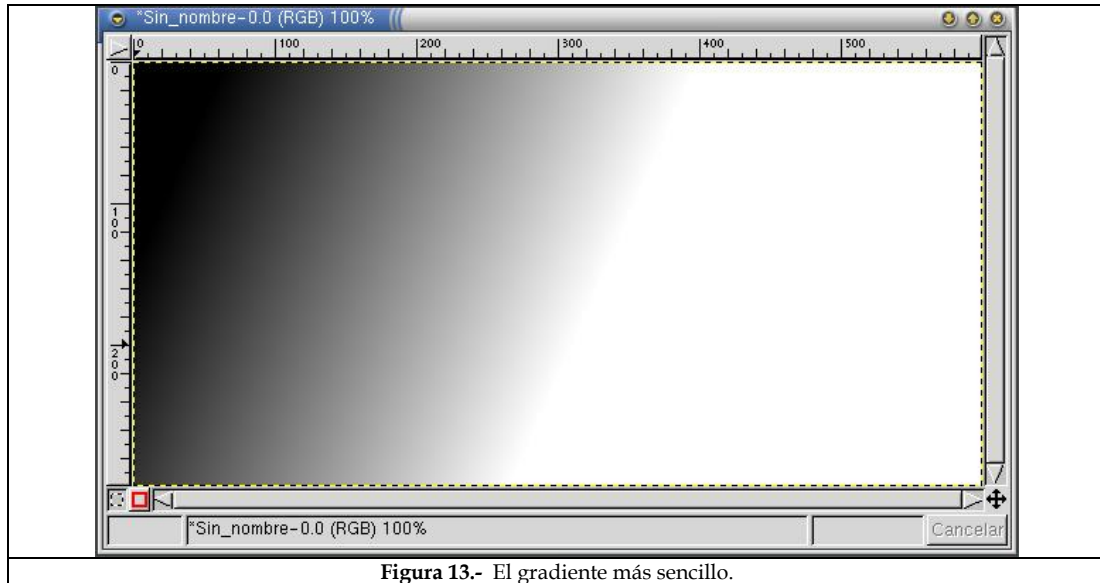 *Sin_nombre-0.0 (RGB) 100%
0 100 200 300 400 500
0
100
200
*Sin_nombre-0.0 (RGB) 100%
Cancelar
Figura 13.- El gradiente más sencillo.